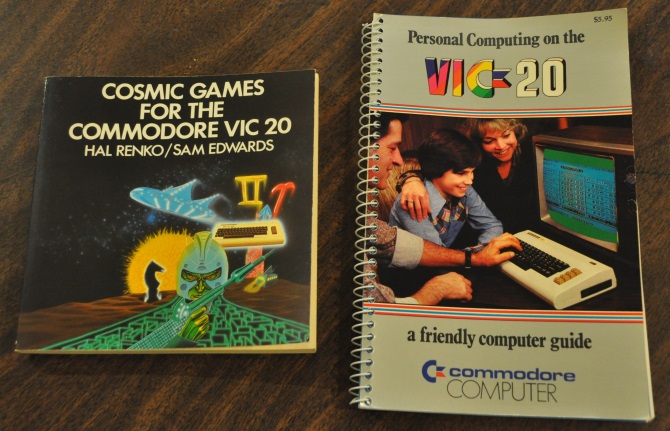 COSMIC GAMES
FOR THE
COMMODORE VIC 20
HAL RENKO/SAM EDWARDS
$5.95
Personal Computing on the
VIC 20
a friendly computer guide
commodore
COMPUTER